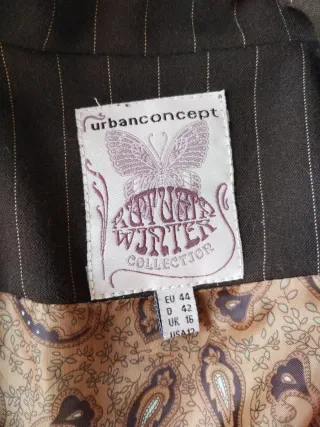 urbanconcept
AUTUMN
WINTER
COLLECTION
EU 44
D 42
UK 16
USA 12